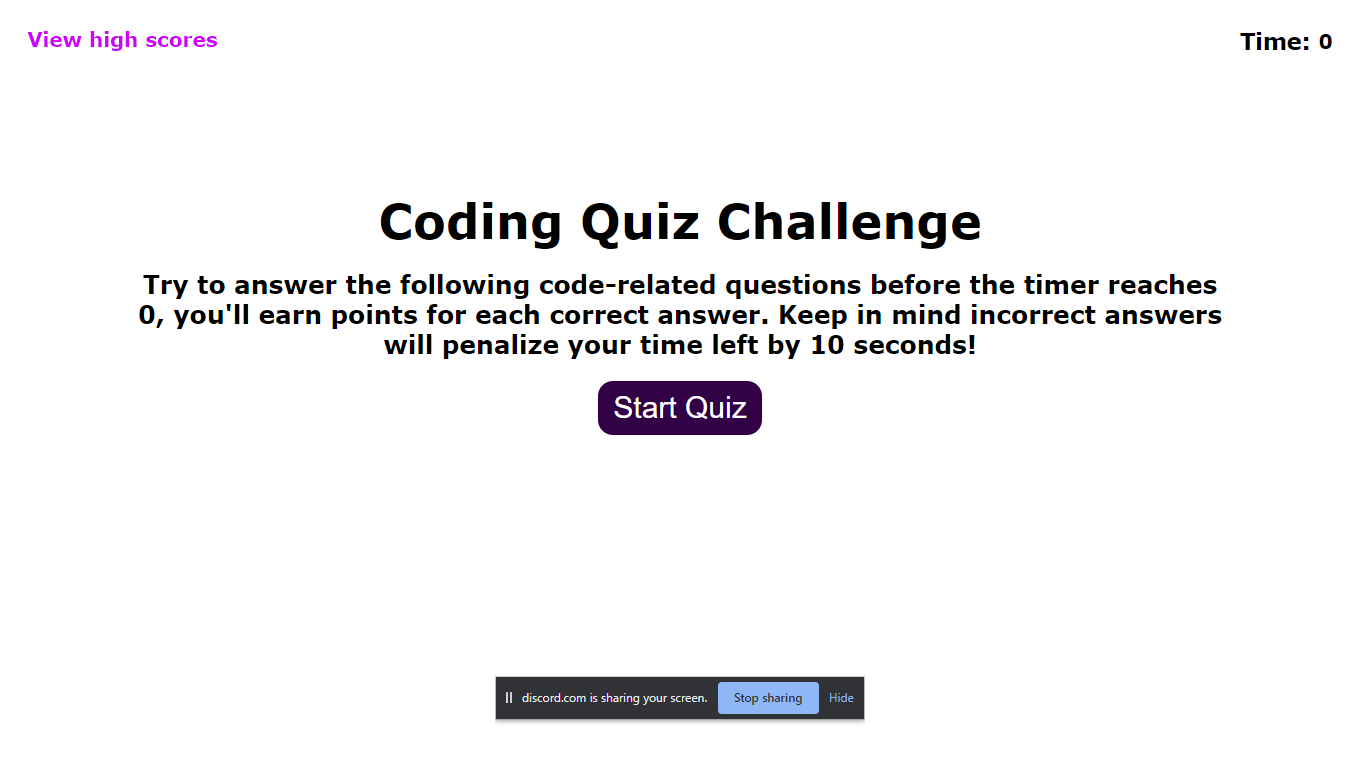 View high scores
Time: 0
Coding Quiz Challenge
Try to answer the following code-related questions before the timer reaches
0, you'll earn points for each correct answer. Keep in mind incorrect answers
will penalize your time left by 10 seconds!
Start Quiz
discord.com is sharing your screen. Stop sharing Hide